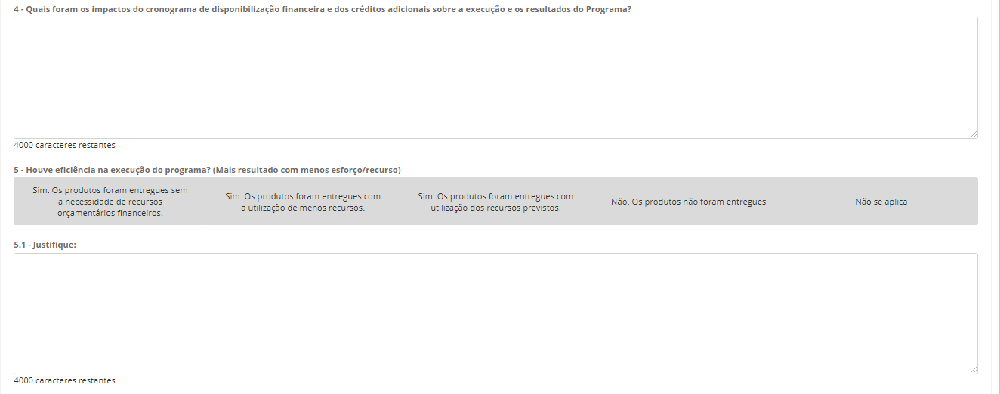 4 - Quais foram os impactos do cronograma de disponibilização financeira e dos créditos adicionais sobre a execução e os resultados do Programa?
4000 caracteres restantes
5 - Houve eficiência na execução do programa? (Mais resultado com menos esforço/recurso)
Sim. Os produtos foram entregues sem
a necessidade de recursos
orçamentários financeiros.
Sim. Os produtos foram entregues com
a utilização de menos recursos.
Sim. Os produtos foram entregues com
utilização dos recursos previstos.
Não. Os produtos não foram entregues
Não se aplica
5.1 - Justifique:
4000 caracteres restantes